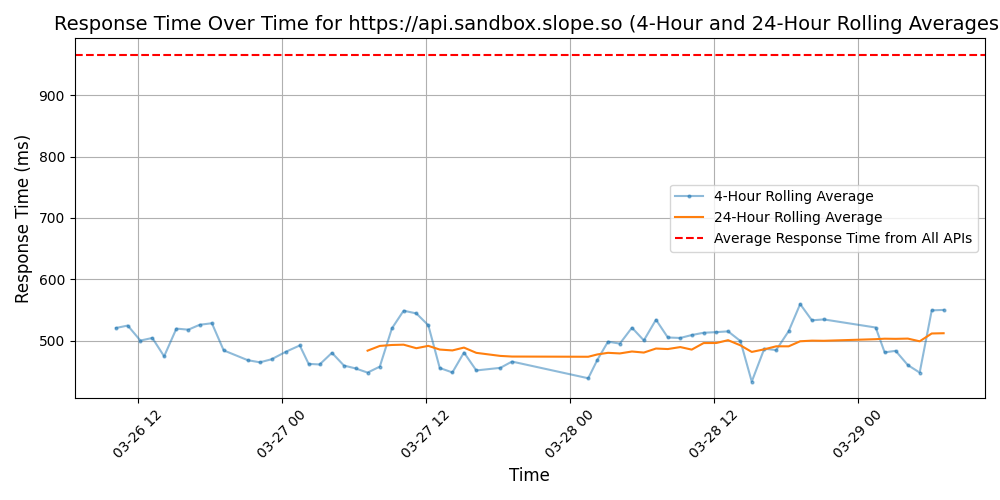 Response Time Over Time for https://api.sandbox.slope.so (4-Hour and 24-Hour Rolling Averages
Response Time (ms)
900
800
700
600
500
4-Hour Rolling Average
24-Hour Rolling Average
Average Response Time from All APIs
03-26 12
03-27 00
03-27 12
03-28 00
03-28 12
03-29 00
Time